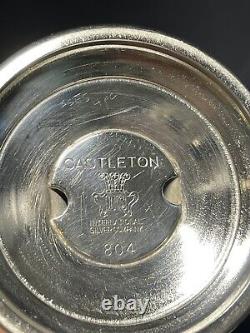 CASTLETON
INTERNATIONAL
SILVER COMPANY
804